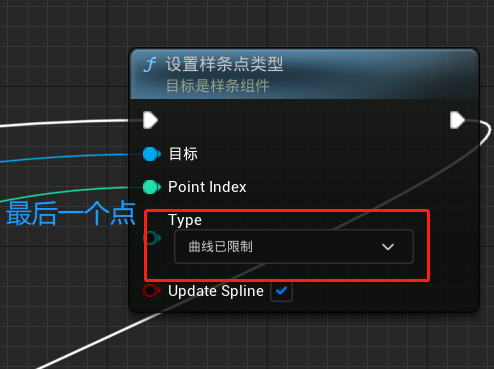 f 设置样条点类型
目标是样条组件
目标
Point Index
最后一个点
Type
曲线已限制
Update Spline